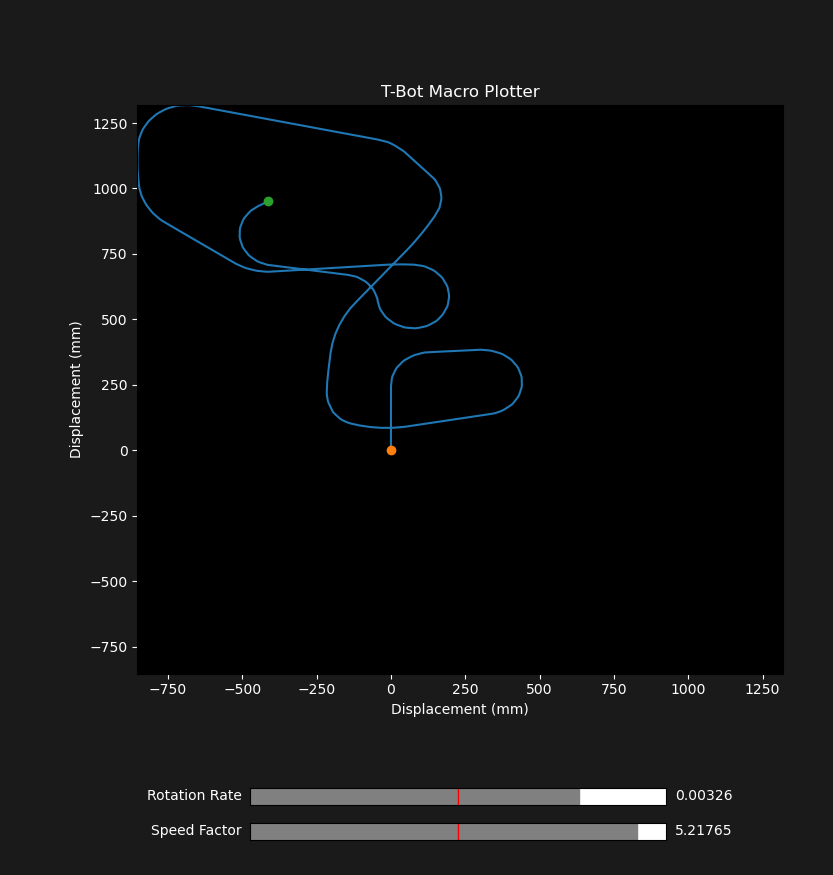 T-Bot Macro Plotter
1250
1000
750
500
250
0
−250
−500
−750
Displacement (mm)
−750 −500 −250 0 250 500 750 1000 1250
Displacement (mm)
Rotation Rate 0.00326
Speed Factor 5.21765